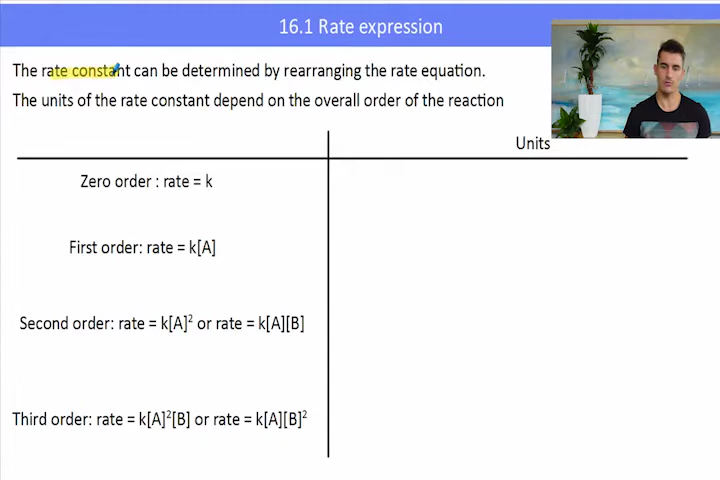 16.1 Rate expression
The rate constant can be determined by rearranging the rate equation.
The units of the rate constant depend on the overall order of the reaction
Units
Zero order : rate = k
First order: rate = k[A]
Second order: rate = k[A]² or rate = k[A][B]
Third order: rate = k[A]²[B] or rate = k[A][B]²